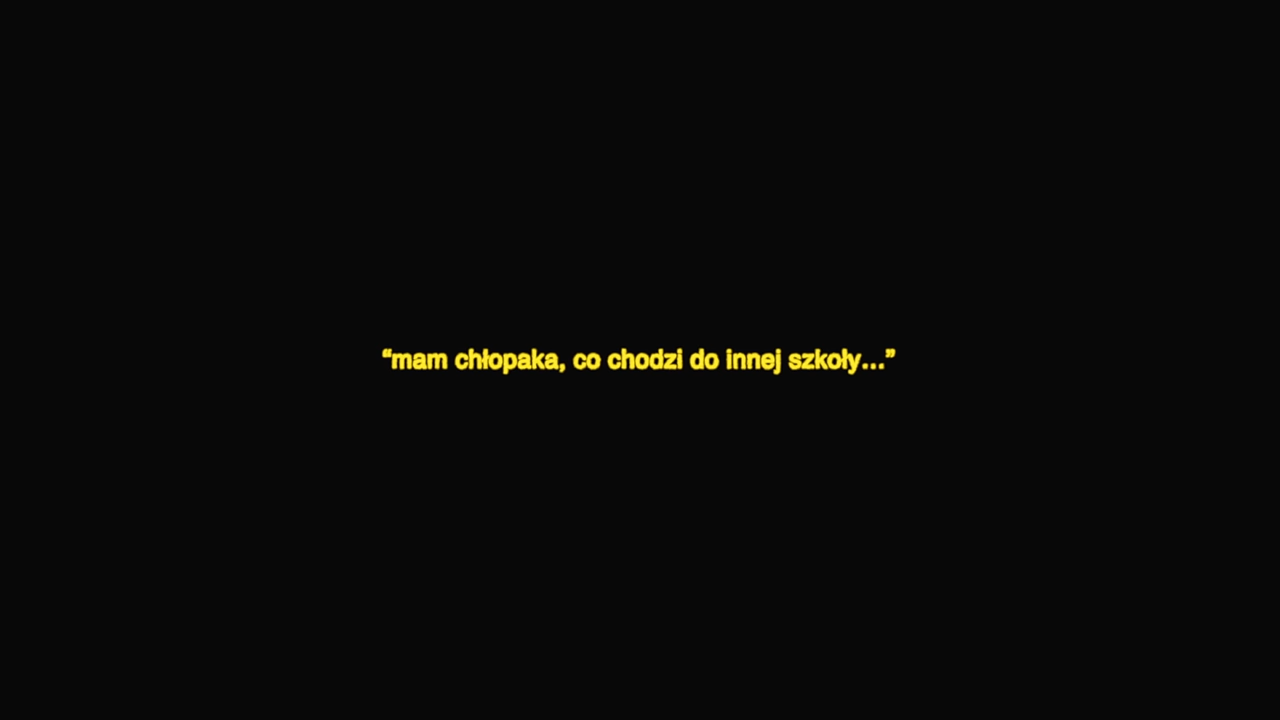 “mam chłopaka, co chodzi do innej szkoły...”